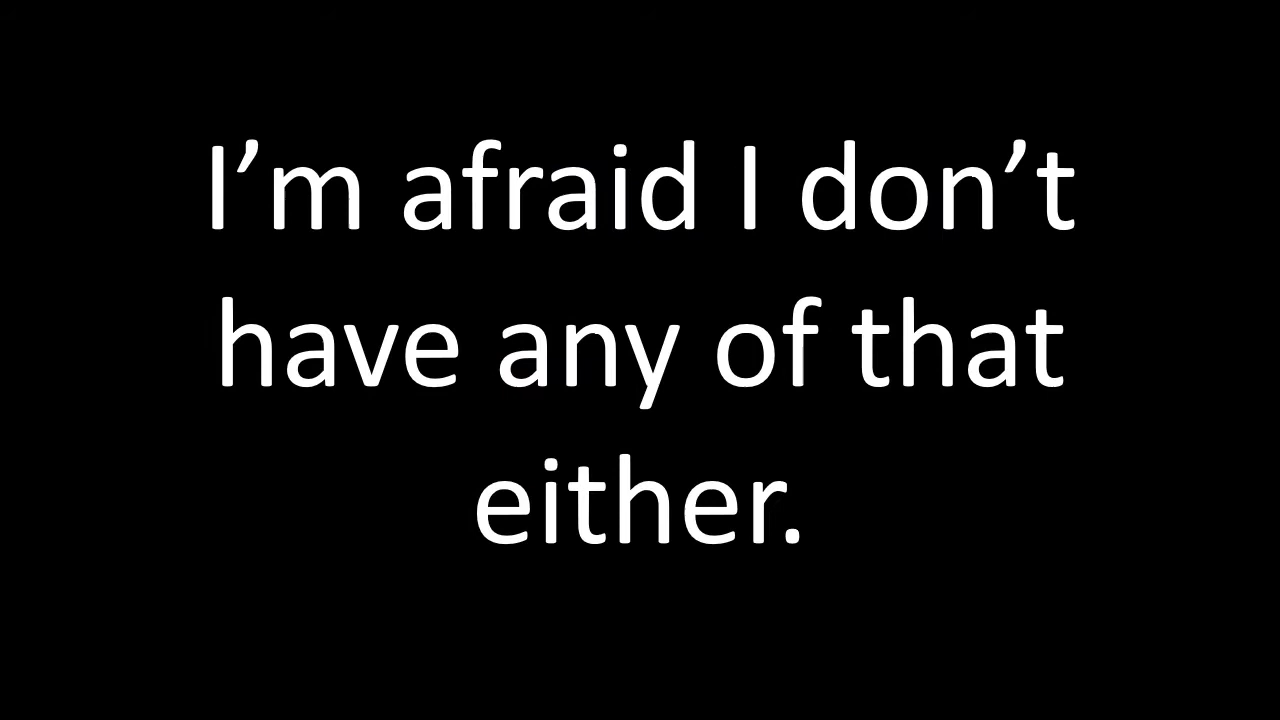 I’m afraid I don’t
have any of that
either.